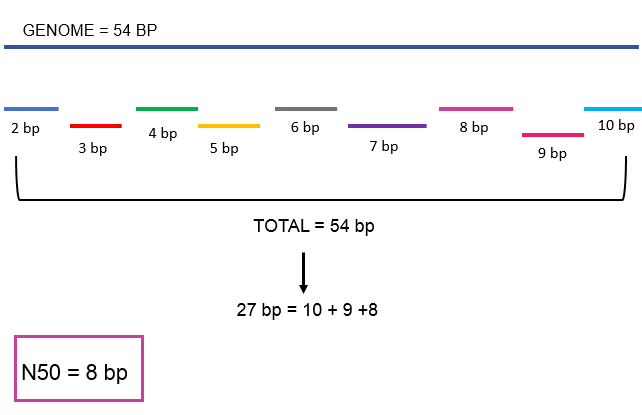 GENOME = 54 BP
2 bp
3 bp
4 bp
5 bp
6 bp
7 bp
8 bp
9 bp
10 bp
TOTAL = 54 bp
27 bp = 10 + 9 +8
N50 = 8 bp